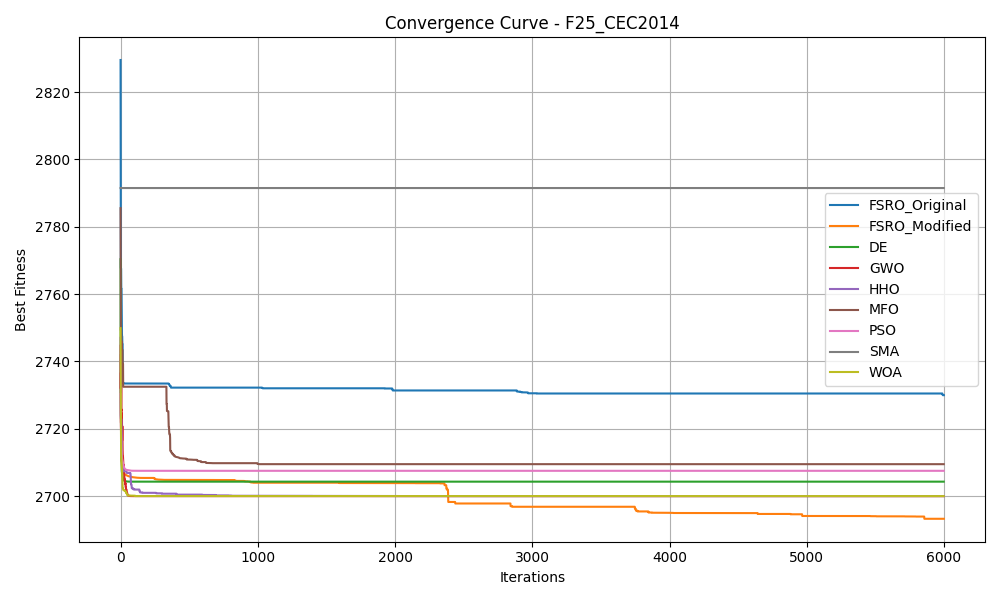 Convergence Curve - F25_CEC2014
Best Fitness
2820
2800
2780
2760
2740
2720
2700
FSRO_Original
FSRO_Modified
DE
GWO
HHO
MFO
PSO
SMA
WOA
0 1000 2000 3000 4000 5000 6000
Iterations